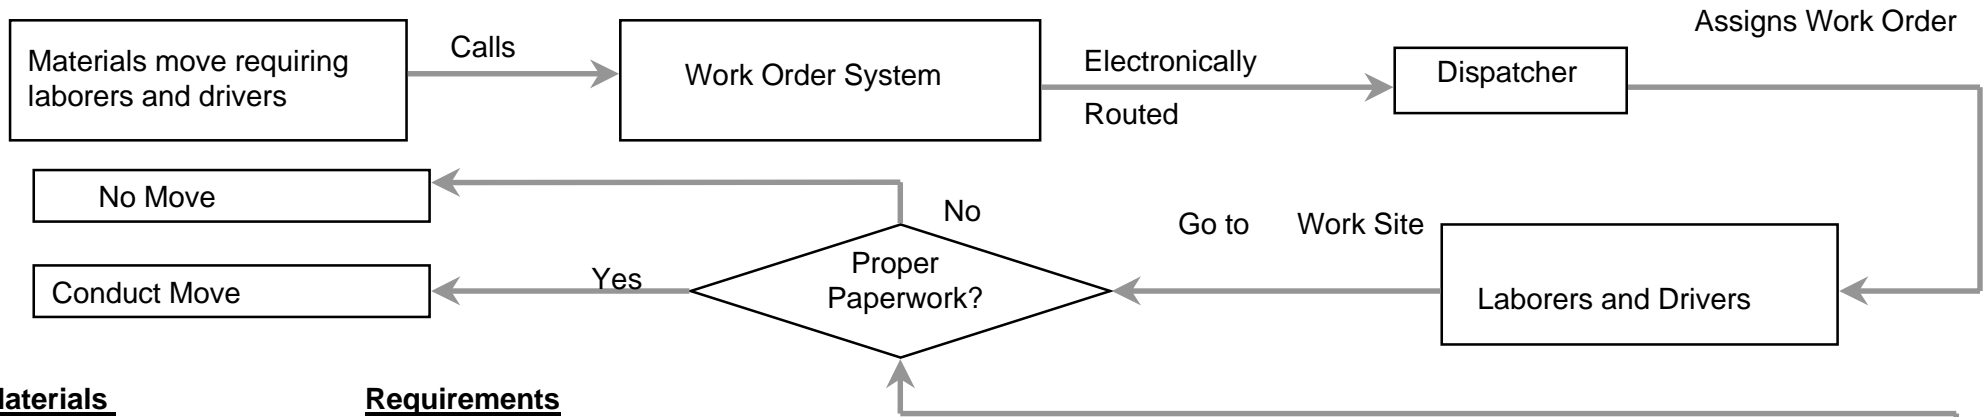 Assigns Work Order
Materials move requiring
laborers and drivers
Calls
Work Order System
Electronically
Routed
Dispatcher
No Move
No
Go to Work Site
Proper
Paperwork?
Yes
Conduct Move
Laborers and Drivers
aterials
Requirements